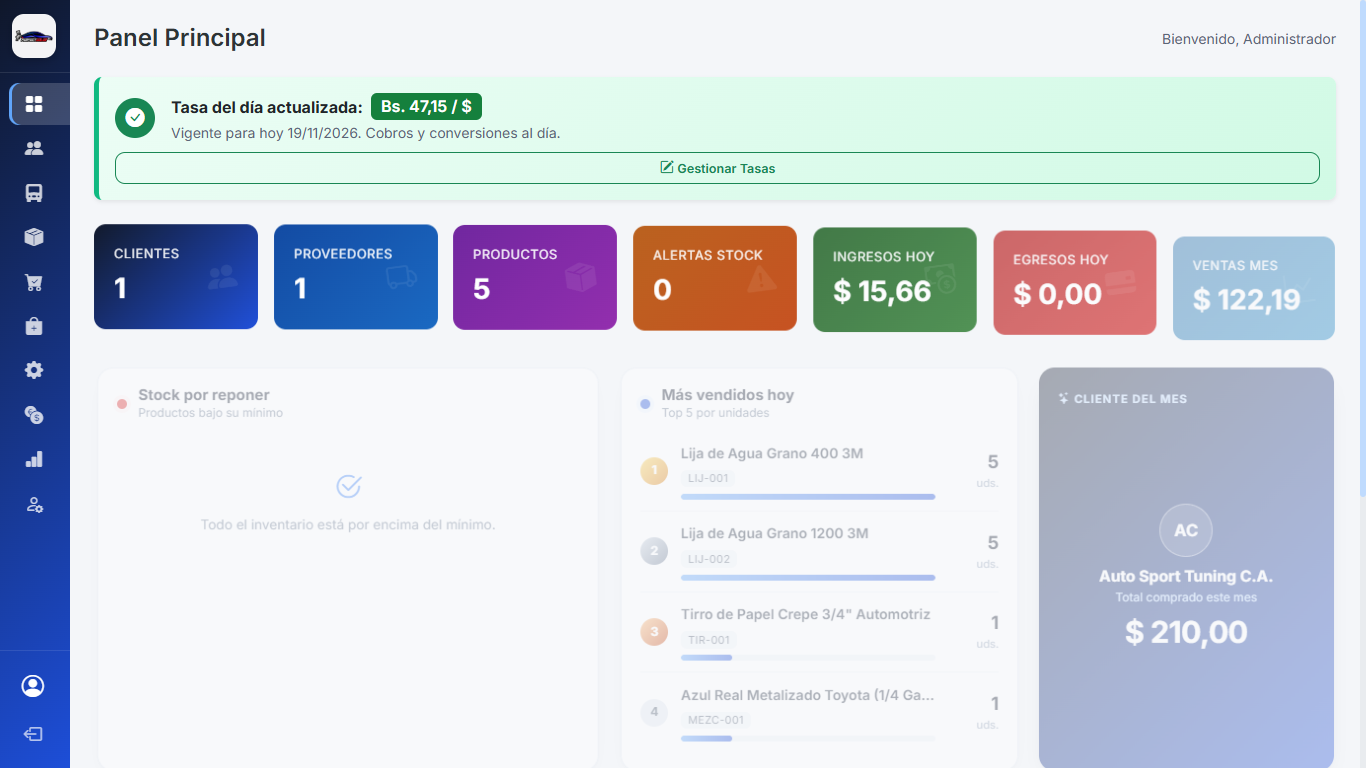 Panel Principal
Bienvenido, Administrador
Tasa del día actualizada: Bs. 47,15 / $
Vigente para hoy 19/11/2026. Cobros y conversiones al día.
Gestionar Tasas
CLIENTES
1
PROVEEDORES
1
PRODUCTOS
5
ALERTAS STOCK
0
INGRESOS HOY
$ 15,66
EGRESOS HOY
$ 0,00
VENTAS MES
$ 122,19
Stock por reponer
Productos bajo su mínimo
Todo el inventario está por encima del mínimo.
Más vendidos hoy
Top 5 por unidades
1
Lija de Agua Grano 400 3M
LIJ-001
5
uds.
2
Lija de Agua Grano 1200 3M
LIJ-002
5
uds.
3
Tirro de Papel Crepe 3/4" Automotriz
TIR-001
1
uds.
4
Azul Real Metalizado Toyota (1/4 Ga...
MEZC-001
1
uds.
CLIENTE DEL MES
AC
Auto Sport Tuning C.A.
Total comprado este mes
$ 210,00